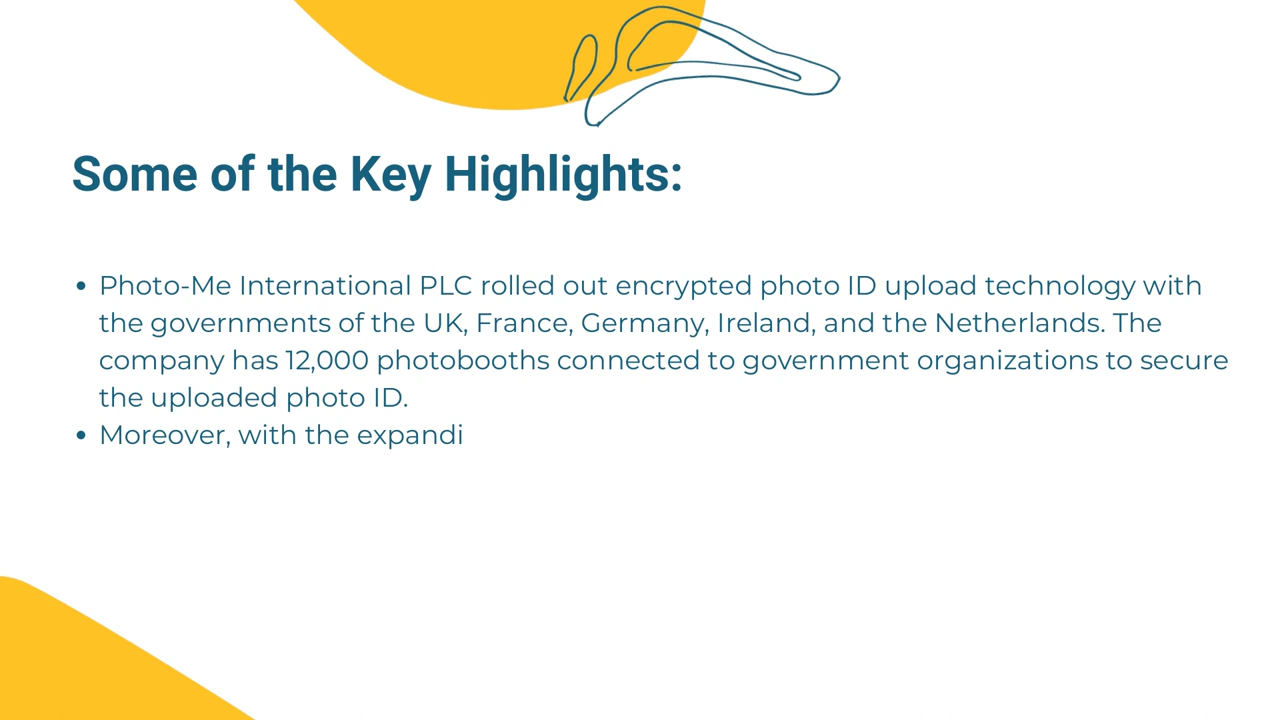 Some of the Key Highlights:
• Photo-Me International PLC rolled out encrypted photo ID upload technology with
the governments of the UK, France, Germany, Ireland, and the Netherlands. The
company has 12,000 photobooths connected to government organizations to secure
the uploaded photo ID.
• Moreover, with the expandi